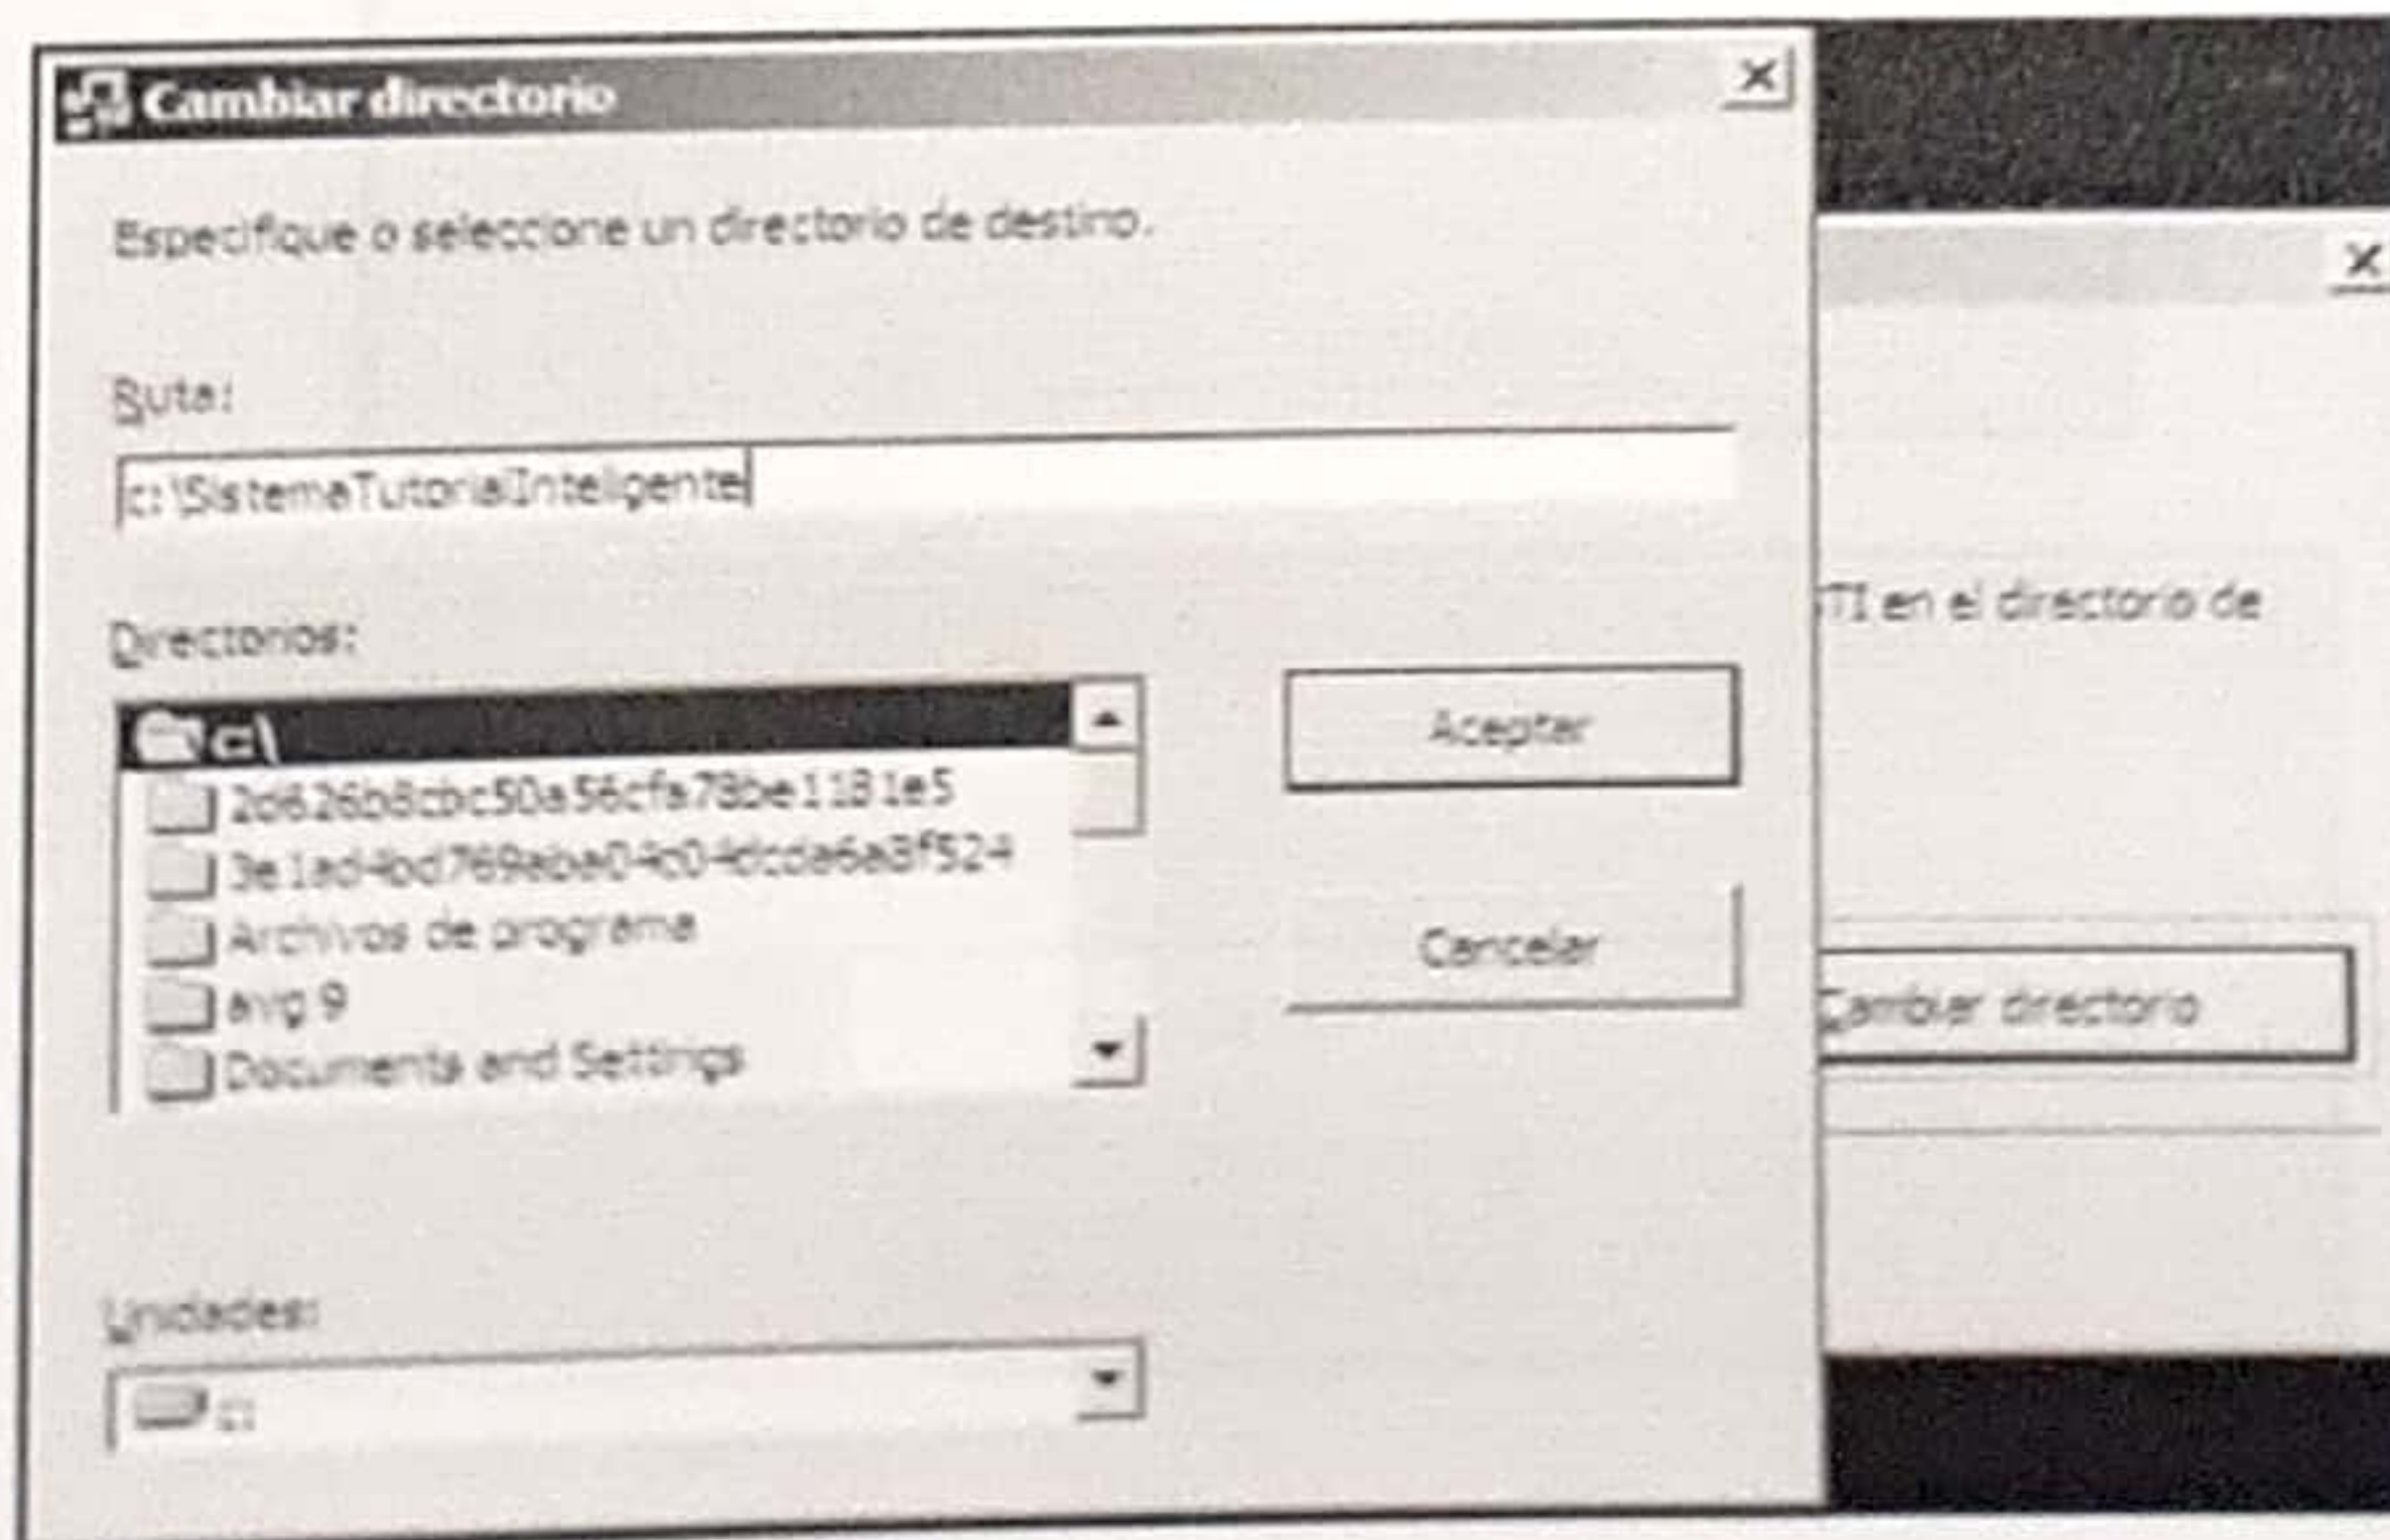 Cambiar directorio
Especifique o seleccione un directorio de destino.
Ruta:
c:\SistemaTutorialInteligente
Directorios:
c:\
2d626b8cbc50a56cfa78be1181e5
3e1ad4bd769aba04c04dcda6a8f524
Archivos de programa
avg 9
Documents and Settings
Aceptar
Cancelar
Unidades:
c:
TI en el directorio de
Cambiar directorio